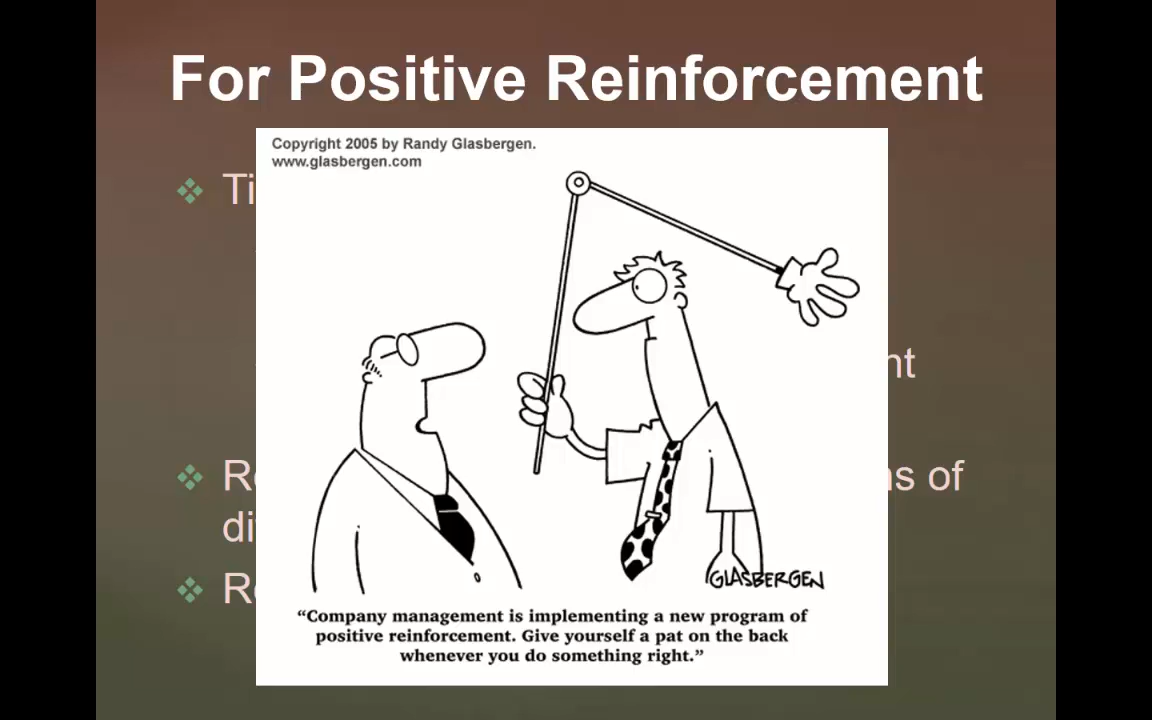 For Positive Reinforcement
Copyright 2005 by Randy Glasbergen.
www.glasbergen.com
of
GLASBERGEN
“Company management is implementing a new program of
positive reinforcement. Give yourself a pat on the back
whenever you do something right.”